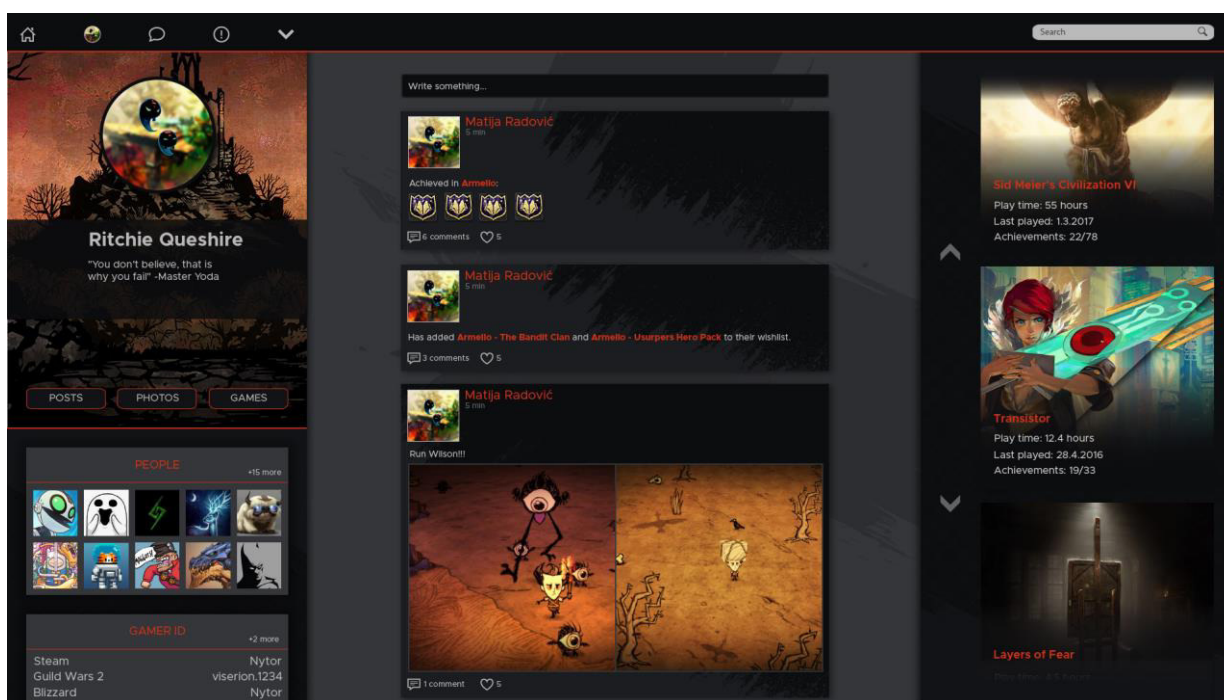 Search
Ritchie Queshire
"You don't believe, that is
why you fail" -Master Yoda
POSTS
PHOTOS
GAMES
PEOPLE
+15 more
GAMER ID
+2 more
Steam Nytor
Guild Wars 2 viserion.1234
Blizzard Nytor
Write something...
Matija Radović
5 min
Achieved in Armello:
6 comments 5
Matija Radović
5 min
Has added Armello - The Bandit Clan and Armello - Usurpers Hero Pack to their wishlist.
3 comments 5
Matija Radović
5 min
Run Wilson!!!
1 comment 5
Sid Meier's Civilization VI
Play time: 55 hours
Last played: 1.3.2017
Achievements: 22/78
Transistor
Play time: 12.4 hours
Last played: 28.4.2016
Achievements: 19/33
Layers of Fear
Play time: 4.5 hours